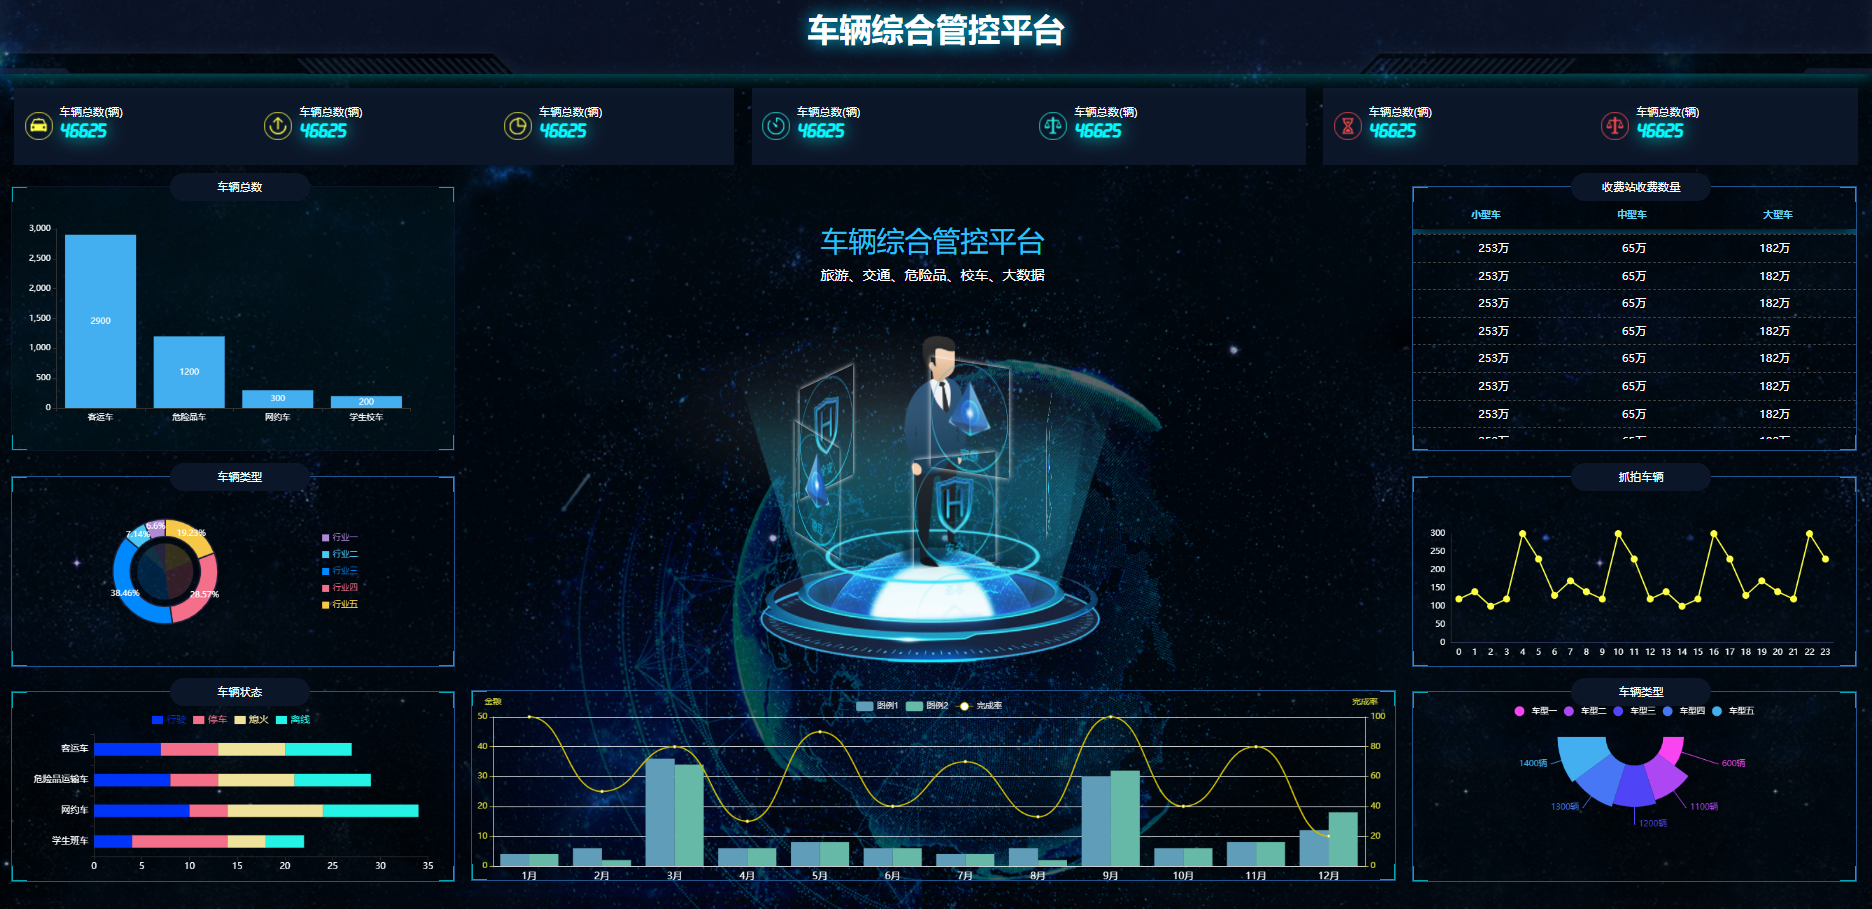 车辆综合管控平台
车辆总数(辆)
46625
车辆总数(辆)
46625
车辆总数(辆)
46625
车辆总数(辆)
46625
车辆总数(辆)
46625
车辆总数(辆)
46625
车辆总数(辆)
46625
车辆总数
3,000
2,500
2,000
1,500
1,000
500
0
2900
1200
300
200
客运车 危险品车 网约车 学生校车
车辆类型
6.6%
19.23%
7.14%
38.46%
28.57%
行业一
行业二
行业三
行业四
行业五
车辆状态
行驶 停车 熄火 离线
客运车
危险品运输车
网约车
学生班车
0 5 10 15 20 25 30 35
车辆综合管控平台
旅游、交通、危险品、校车、大数据
安全
金额 图例1 图例2 完成率 完成率
50 100
40 80
30 60
20 40
10 20
0 0
1月 2月 3月 4月 5月 6月 7月 8月 9月 10月 11月 12月
收费站收费数量
小型车 中型车 大型车
253万 65万 182万
253万 65万 182万
253万 65万 182万
253万 65万 182万
253万 65万 182万
253万 65万 182万
253万 65万 182万
抓拍车辆
300
250
200
150
100
50
0
0 1 2 3 4 5 6 7 8 9 10 11 12 13 14 15 16 17 18 19 20 21 22 23
车辆类型
车型一 车型二 车型三 车型四 车型五
1400辆 600辆
1300辆 1100辆
1200辆